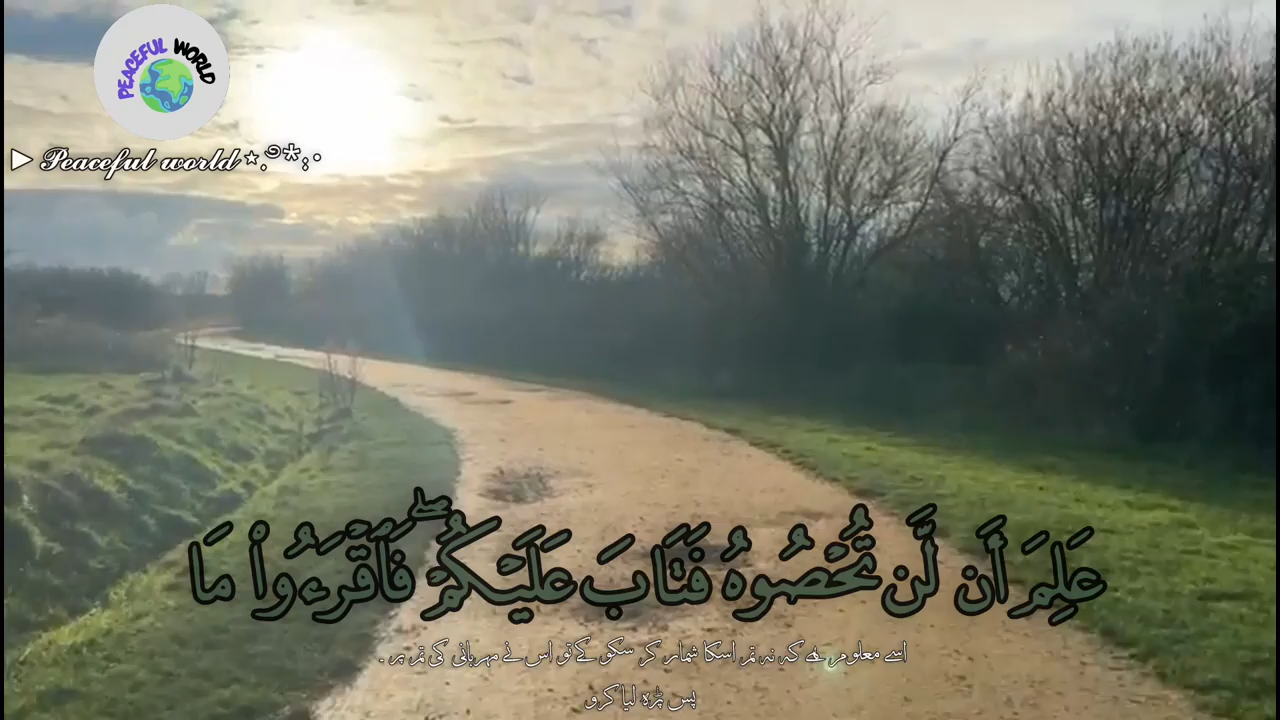 PEACEFUL WORLD
▶ Peaceful world ⋆.࿐*:･
عَلِمَ أَن لَّن تُحۡصُوهُ فَتَابَ عَلَيۡكُمۡۖ فَٱقۡرَءُواْ مَا
اسے معلوم ہے کہ نہ تم اسکا شمار کر سکو گے تو اس نے مہربانی کی تم پر ۔
پس پڑھ لیا کرو